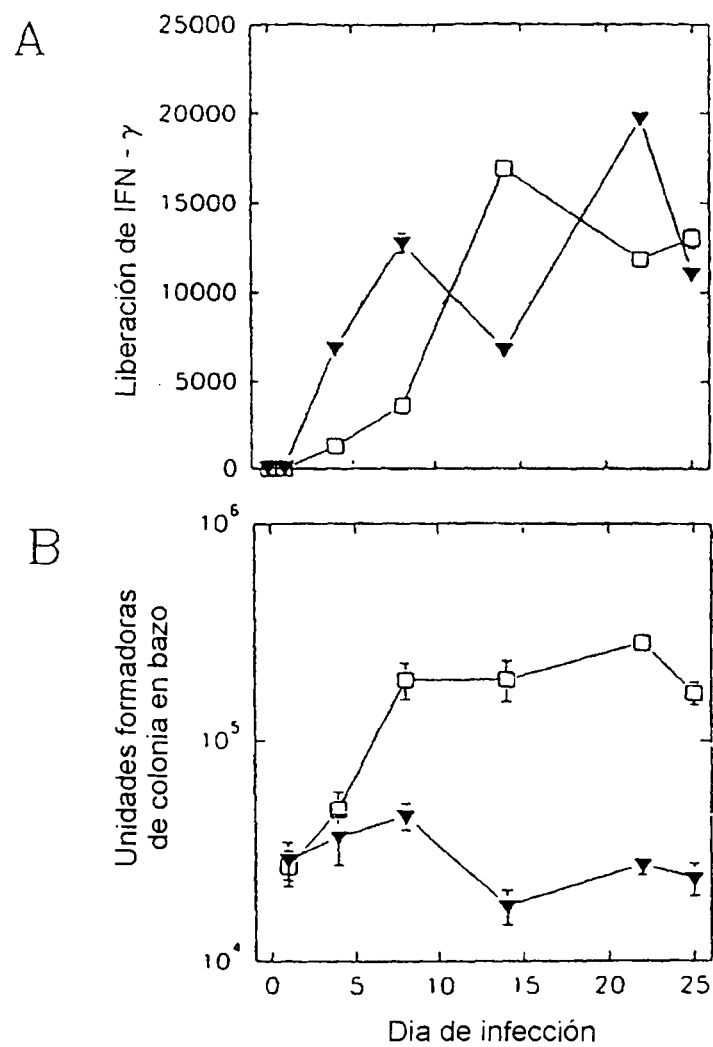 A
25000
20000
15000
10000
5000
0
Liberación de IFN - γ
B
10⁶
10⁵
10⁴
Unidades formadoras
de colonia en bazo
0 5 10 15 20 25
Dia de infección